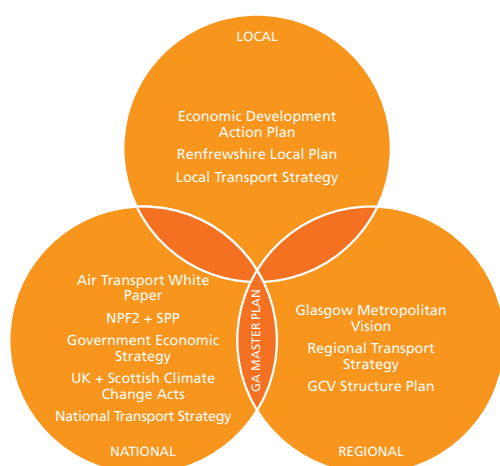 LOCAL
Economic Development
Action Plan
Renfrewshire Local Plan
Local Transport Strategy
Air Transport White
Paper
NPF2 + SPP
Government Economic
Strategy
UK + Scottish Climate
Change Acts
National Transport Strategy
NATIONAL
GA MASTERPLAN
Glasgow Metropolitan
Vision
Regional Transport
Strategy
GCV Structure Plan
REGIONAL